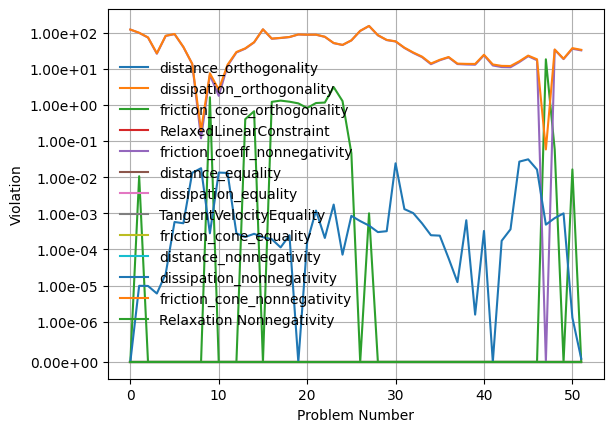 1.00e+02
1.00e+01
1.00e+00
1.00e-01
1.00e-02
1.00e-03
1.00e-04
1.00e-05
1.00e-06
0.00e+00
Violation
distance_orthogonality
dissipation_orthogonality
friction_cone_orthogonality
RelaxedLinearConstraint
friction_coeff_nonnegativity
distance_equality
dissipation_equality
TangentVelocityEquality
friction_cone_equality
distance_nonnegativity
dissipation_nonnegativity
friction_cone_nonnegativity
Relaxation Nonnegativity
0 10 20 30 40 50
Problem Number